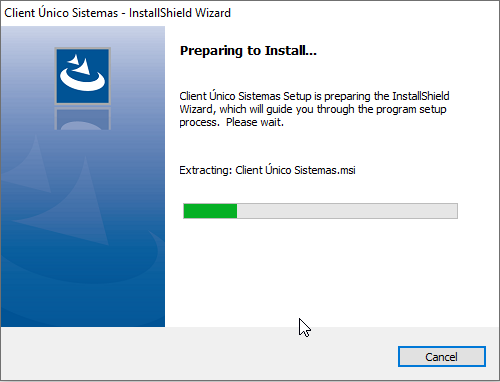 Client Único Sistemas - InstallShield Wizard
Preparing to Install...
Client Único Sistemas Setup is preparing the InstallShield
Wizard, which will guide you through the program setup
process. Please wait.
Extracting: Client Único Sistemas.msi
Cancel